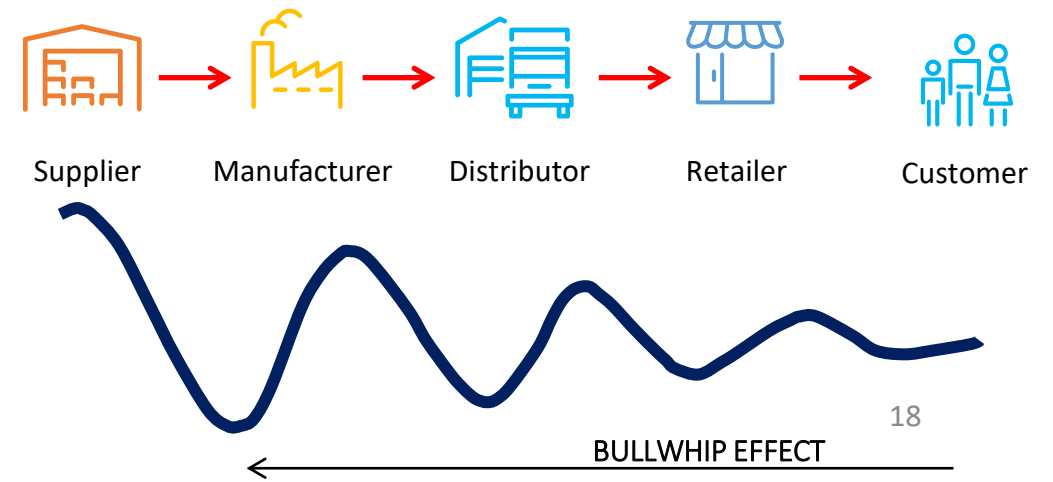 Supplier
Manufacturer
Distributor
Retailer
Customer
18
BULLWHIP EFFECT